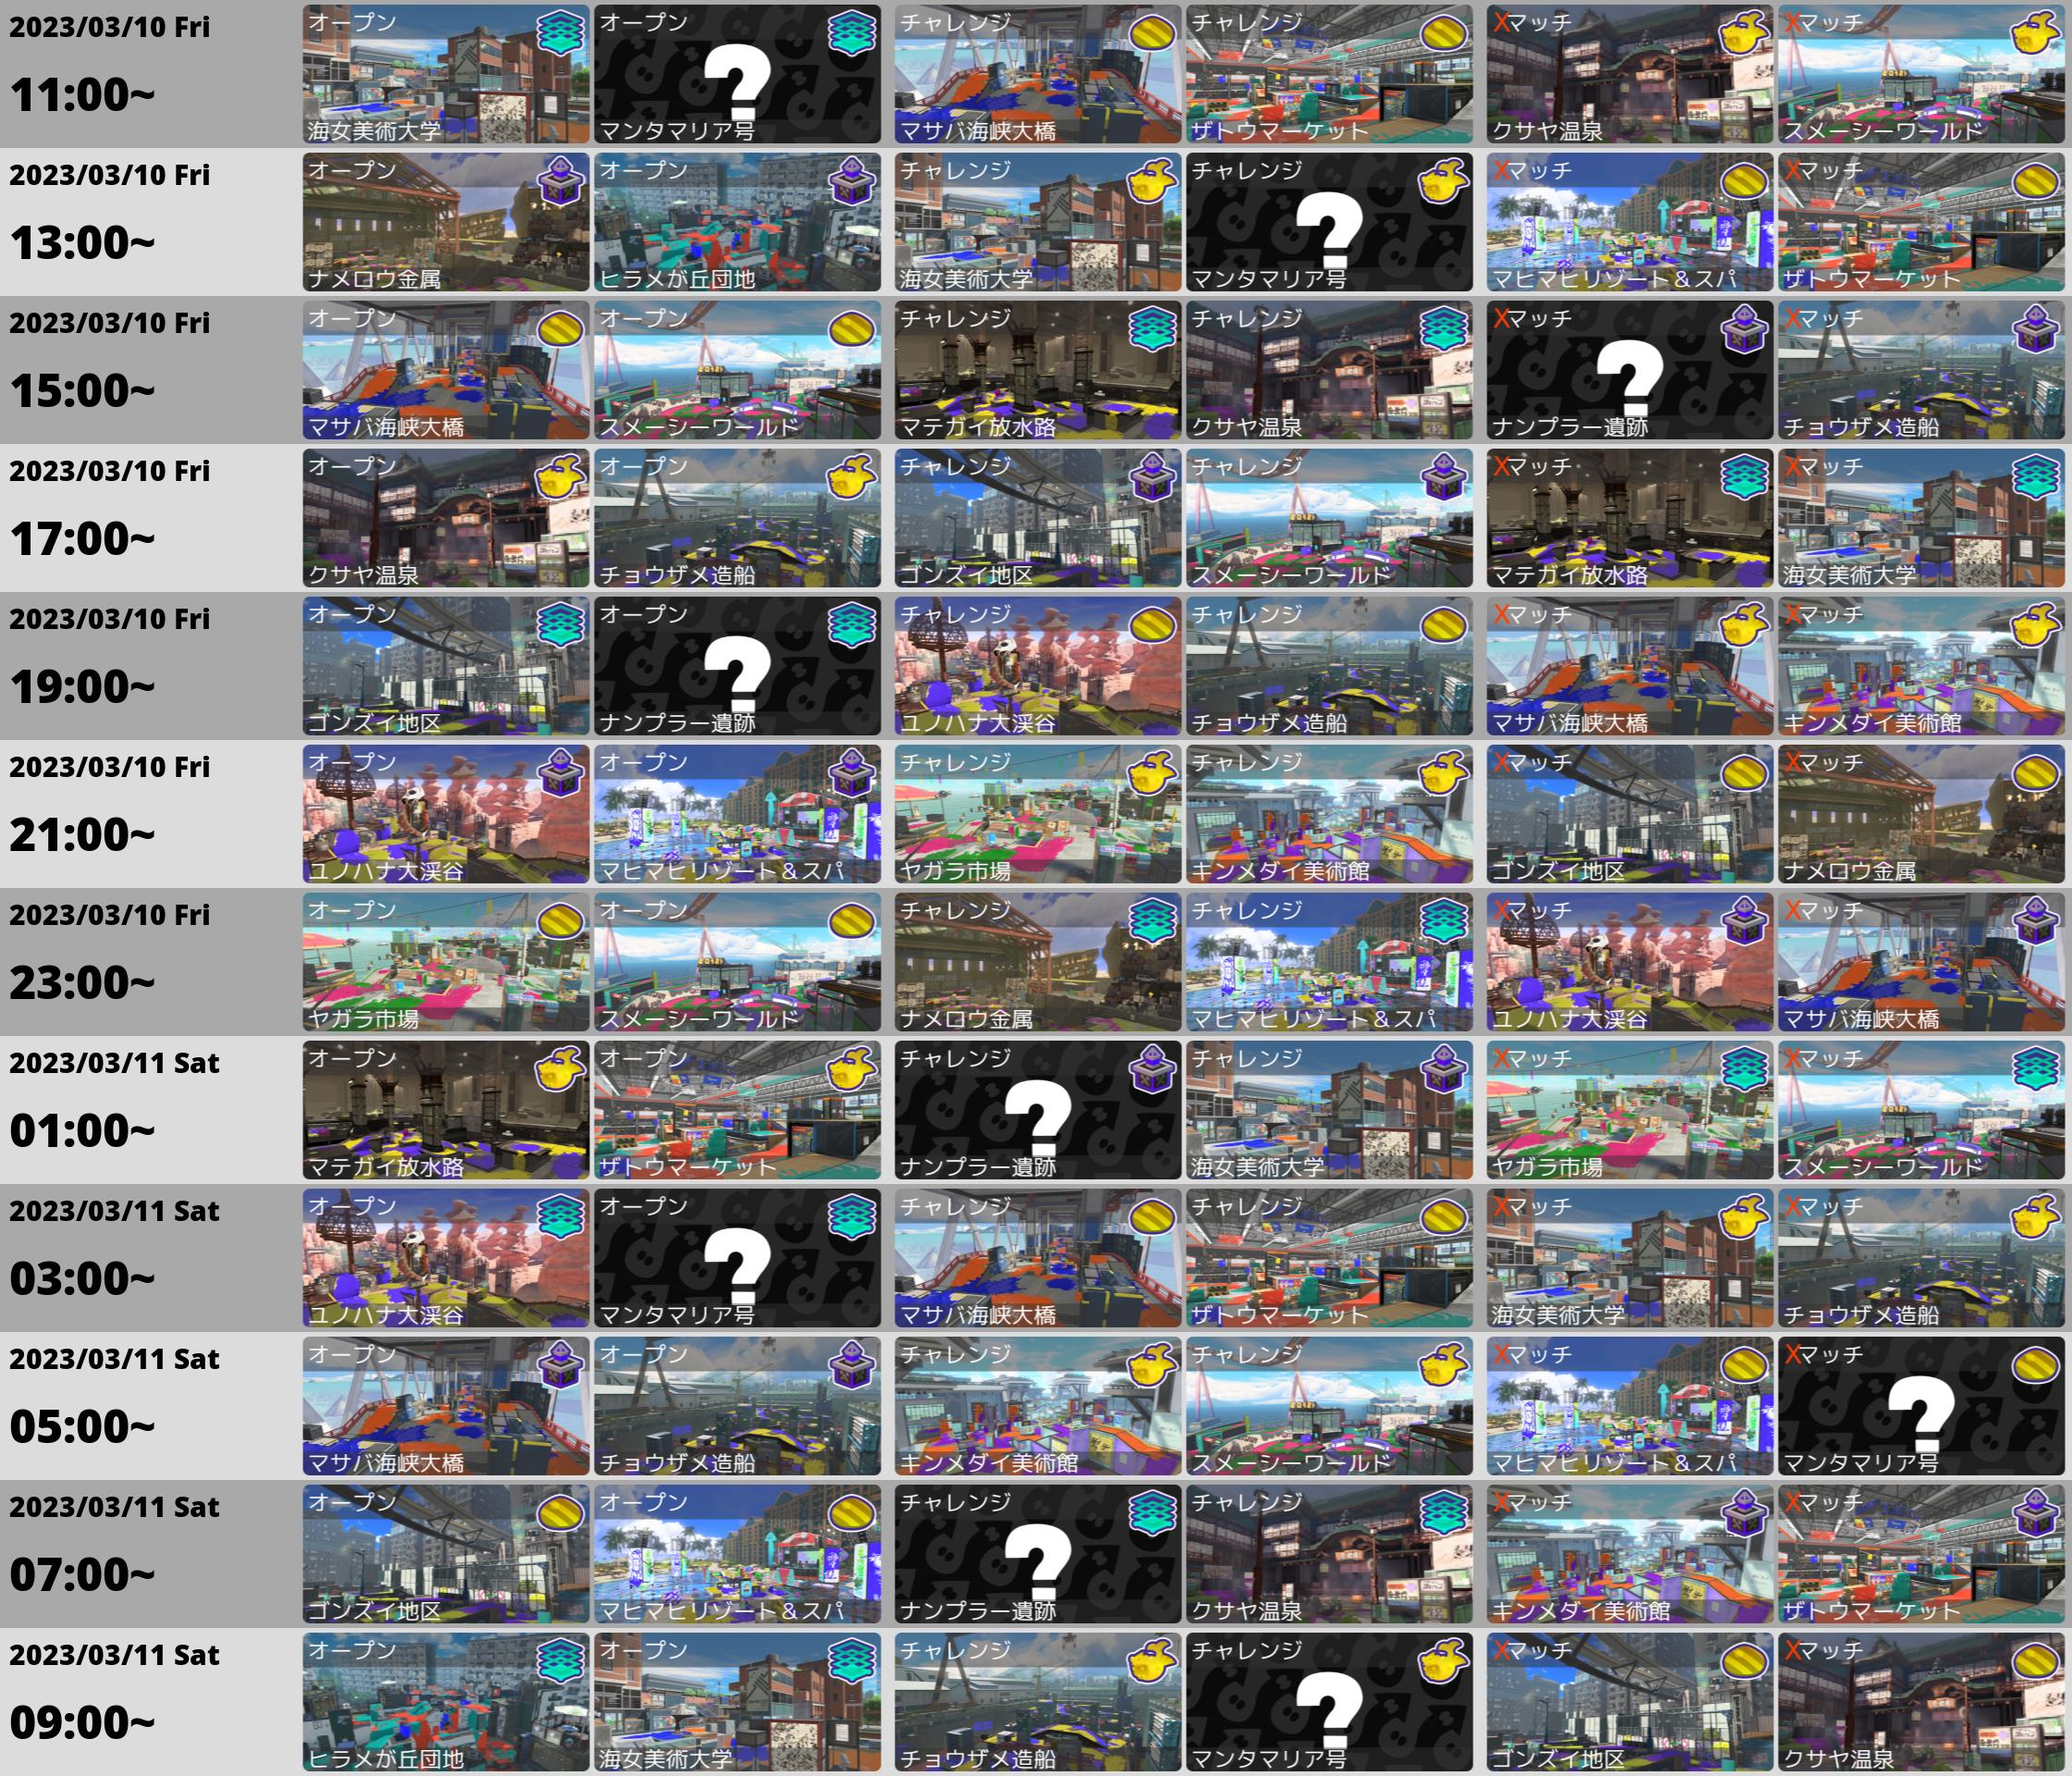 2023/03/10 Fri
11:00~
オープン
海女美術大学
オープン
マンタマリア号
チャレンジ
マサバ海峡大橋
チャレンジ
ザトウマーケット
Xマッチ
クサヤ温泉
Xマッチ
スメーシーワールド
2023/03/10 Fri
13:00~
オープン
ナメロウ金属
オープン
ヒラメが丘団地
チャレンジ
海女美術大学
チャレンジ
マンタマリア号
Xマッチ
マヒマヒリゾート&スパ
Xマッチ
ザトウマーケット
2023/03/10 Fri
15:00~
オープン
マサバ海峡大橋
オープン
スメーシーワールド
チャレンジ
マテガイ放水路
チャレンジ
クサヤ温泉
Xマッチ
ナンプラー遺跡
Xマッチ
チョウザメ造船
2023/03/10 Fri
17:00~
オープン
クサヤ温泉
オープン
チョウザメ造船
チャレンジ
ゴンズイ地区
チャレンジ
スメーシーワールド
Xマッチ
マテガイ放水路
Xマッチ
海女美術大学
2023/03/10 Fri
19:00~
オープン
ゴンズイ地区
オープン
ナンプラー遺跡
チャレンジ
ユノハナ大渓谷
チャレンジ
チョウザメ造船
Xマッチ
マサバ海峡大橋
Xマッチ
キンメダイ美術館
2023/03/10 Fri
21:00~
オープン
ユノハナ大渓谷
オープン
マヒマヒリゾート&スパ
チャレンジ
ヤガラ市場
チャレンジ
キンメダイ美術館
Xマッチ
ゴンズイ地区
Xマッチ
ナメロウ金属
2023/03/10 Fri
23:00~
オープン
ヤガラ市場
オープン
スメーシーワールド
チャレンジ
ナメロウ金属
チャレンジ
マヒマヒリゾート&スパ
Xマッチ
ユノハナ大渓谷
Xマッチ
マサバ海峡大橋
2023/03/11 Sat
01:00~
オープン
マテガイ放水路
オープン
ザトウマーケット
チャレンジ
ナンプラー遺跡
チャレンジ
海女美術大学
Xマッチ
ヤガラ市場
Xマッチ
スメーシーワールド
2023/03/11 Sat
03:00~
オープン
ユノハナ大渓谷
オープン
マンタマリア号
チャレンジ
マサバ海峡大橋
チャレンジ
ザトウマーケット
Xマッチ
海女美術大学
Xマッチ
チョウザメ造船
2023/03/11 Sat
05:00~
オープン
マサバ海峡大橋
オープン
チョウザメ造船
チャレンジ
キンメダイ美術館
チャレンジ
スメーシーワールド
Xマッチ
マヒマヒリゾート&スパ
Xマッチ
マンタマリア号
2023/03/11 Sat
07:00~
オープン
ゴンズイ地区
オープン
マヒマヒリゾート&スパ
チャレンジ
ナンプラー遺跡
チャレンジ
クサヤ温泉
Xマッチ
キンメダイ美術館
Xマッチ
ザトウマーケット
2023/03/11 Sat
09:00~
オープン
ヒラメが丘団地
オープン
海女美術大学
チャレンジ
チョウザメ造船
チャレンジ
マンタマリア号
Xマッチ
ゴンズイ地区
Xマッチ
クサヤ温泉